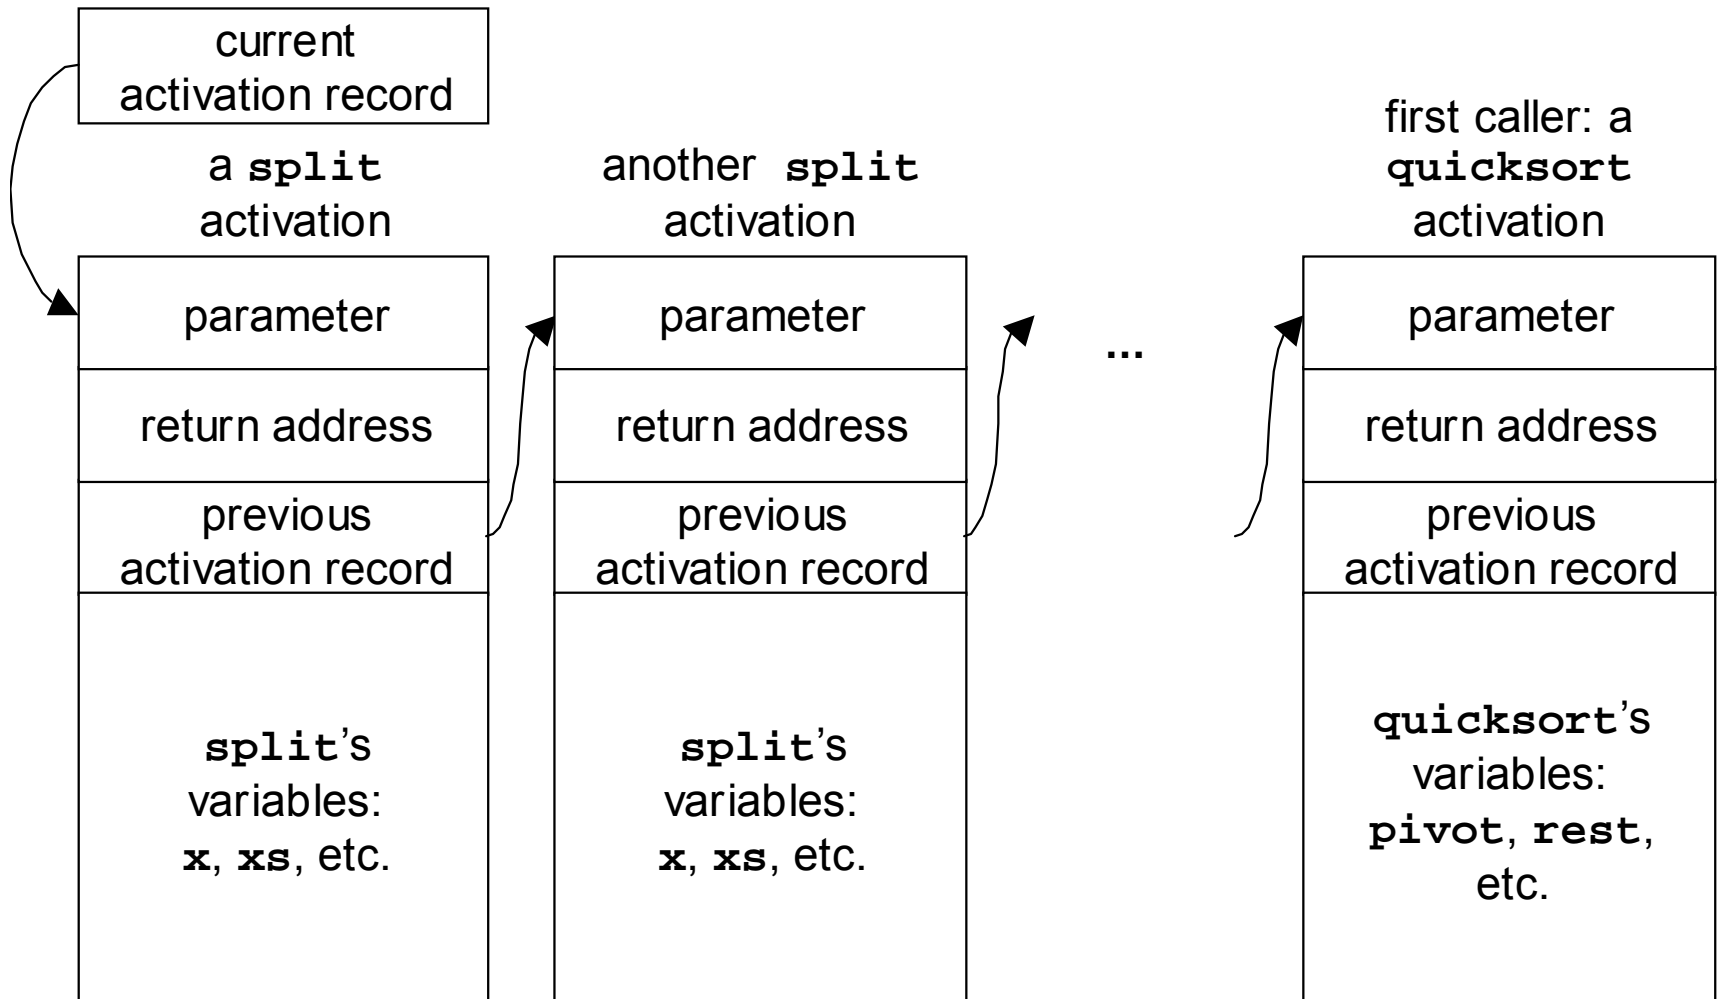 current
activation record
a split
activation
another split
activation
first caller: a
quicksort
activation
parameter
return address
previous
activation record
split's
variables:
x, xs, etc.
parameter
return address
previous
activation record
split's
variables:
x, xs, etc.
...
parameter
return address
previous
activation record
quicksort's
variables:
pivot, rest,
etc.